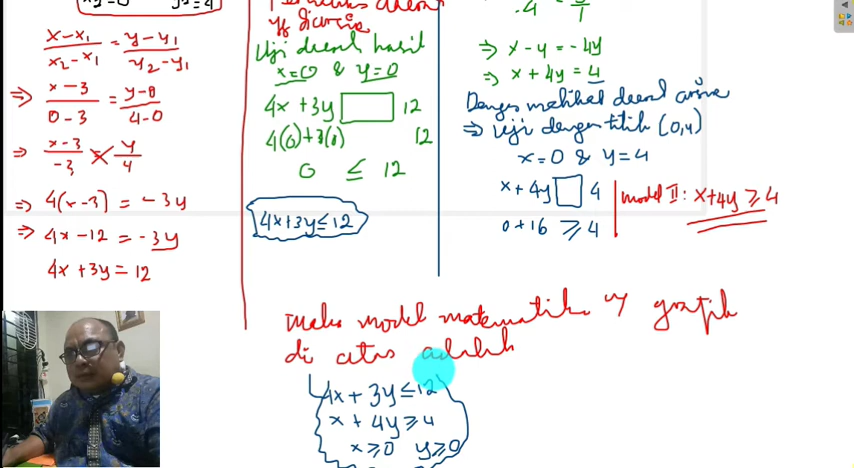 x-x₁ / x₂-x₁ = y-y₁ / y₂-y₁
⇒ x-3 / 0-3 = y-0 / 4-0
⇒ x-3 / -3 = y / 4
⇒ 4(x-3) = -3y
⇒ 4x-12 = -3y
4x+3y = 12
Uji daerah hasil
x=0 & y=0
4x+3y □ 12
4(0)+3(0) 12
0 ≤ 12
4x+3y≤12
⇒ x-4 = -4y
⇒ x+4y = 4
Dengan melihat daerah arsire
⇒ Uji dengan titik (0,4)
x=0 & y=4
x+4y □ 4
0+16 ≥ 4
model II: x+4y ≥ 4
maka model matematika grafik
di atas adalah
4x + 3y ≤ 12
x + 4y ≥ 4
x ≥ 0 y ≥ 0